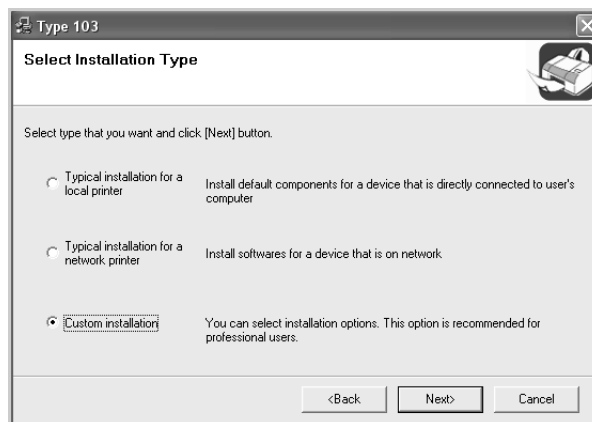 Type 103
Select Installation Type
Select type that you want and click [Next] button.
Typical installation for a
local printer
Install default components for a device that is directly connected to user's
computer
Typical installation for a
network printer
Install softwares for a device that is on network
Custom installation
You can select installation options. This option is recommended for
professional users.
<Back
Next>
Cancel